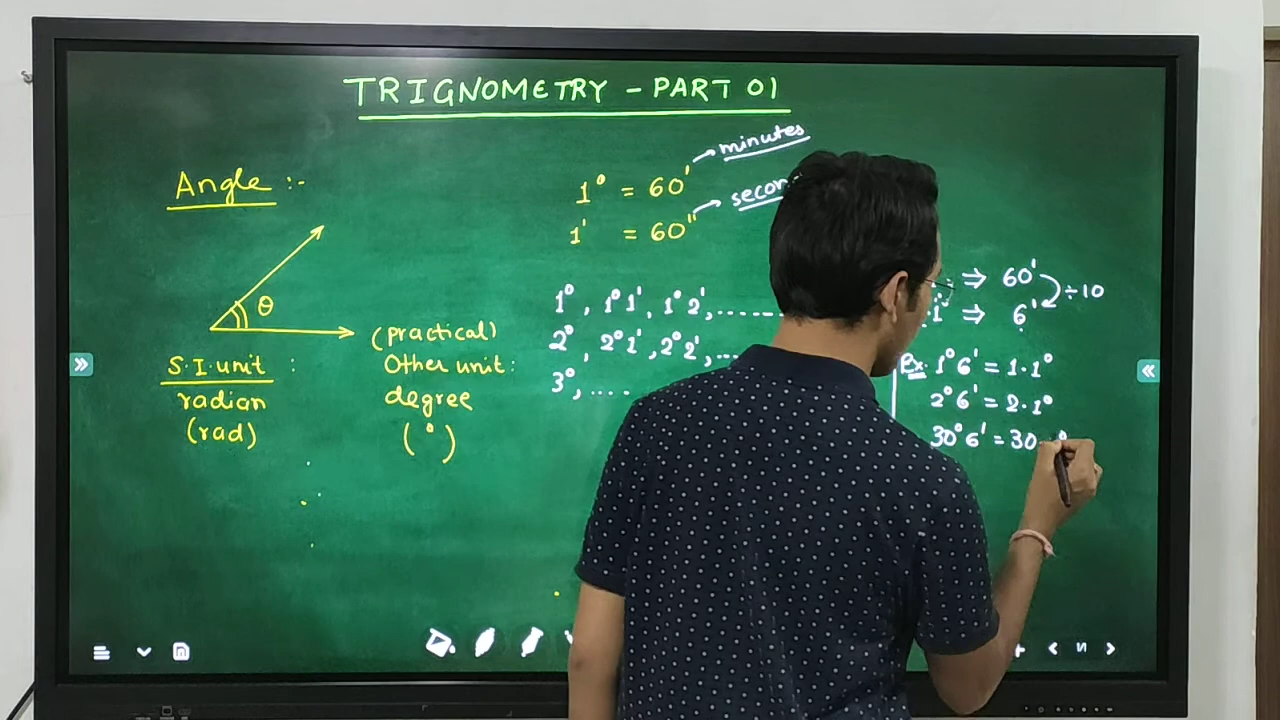 TRIGNOMETRY - PART 01
Angle :-
θ
S.I. unit :
radian
(rad)
(practical)
Other unit :
degree
(°)
1° = 60' → minutes
1' = 60'' →
1°, 1°1', 1°2', ......
2°, 2°1', 2°2', ...
3°, ....
⇒ 60'
÷10
⇒ 6'
Ex. 1°6' = 1.1°
2°6' = 2.1°
30°6' = 30